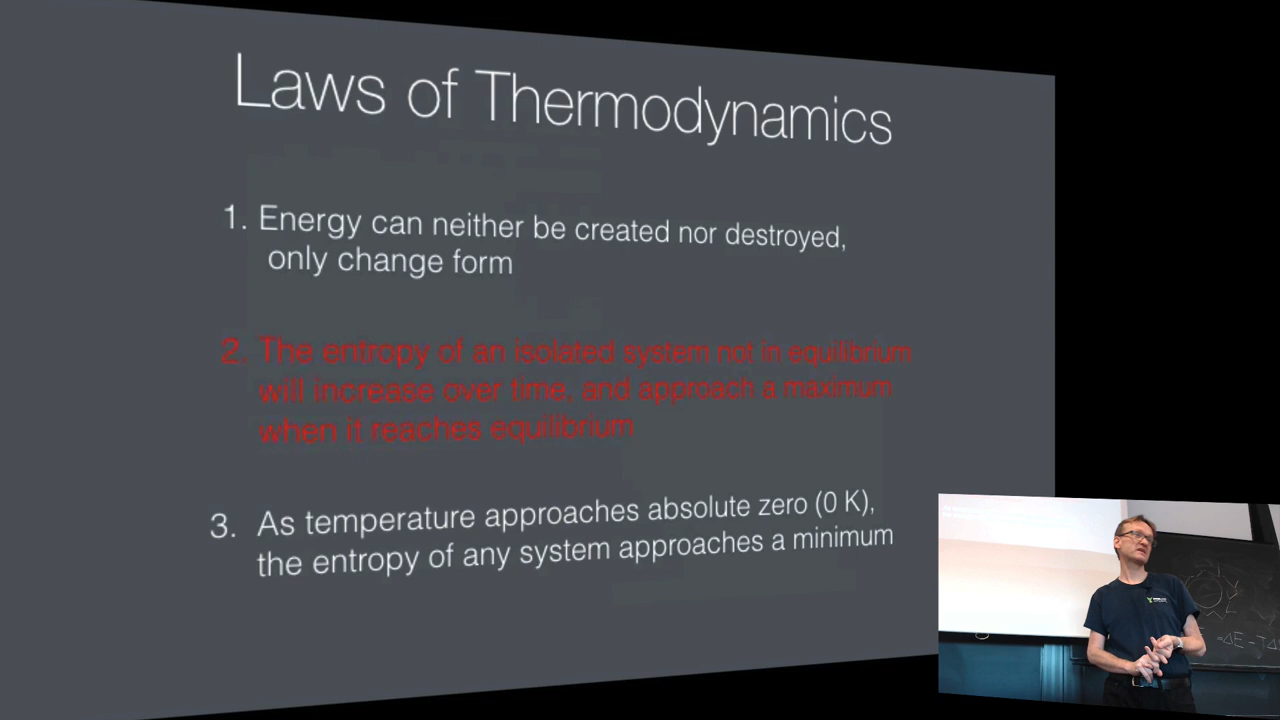 Laws of Thermodynamics
1. Energy can neither be created nor destroyed,
only change form
2. The entropy of an isolated system not in equilibrium
will increase over time, and approach a maximum
when it reaches equilibrium
3. As temperature approaches absolute zero (0 K),
the entropy of any system approaches a minimum